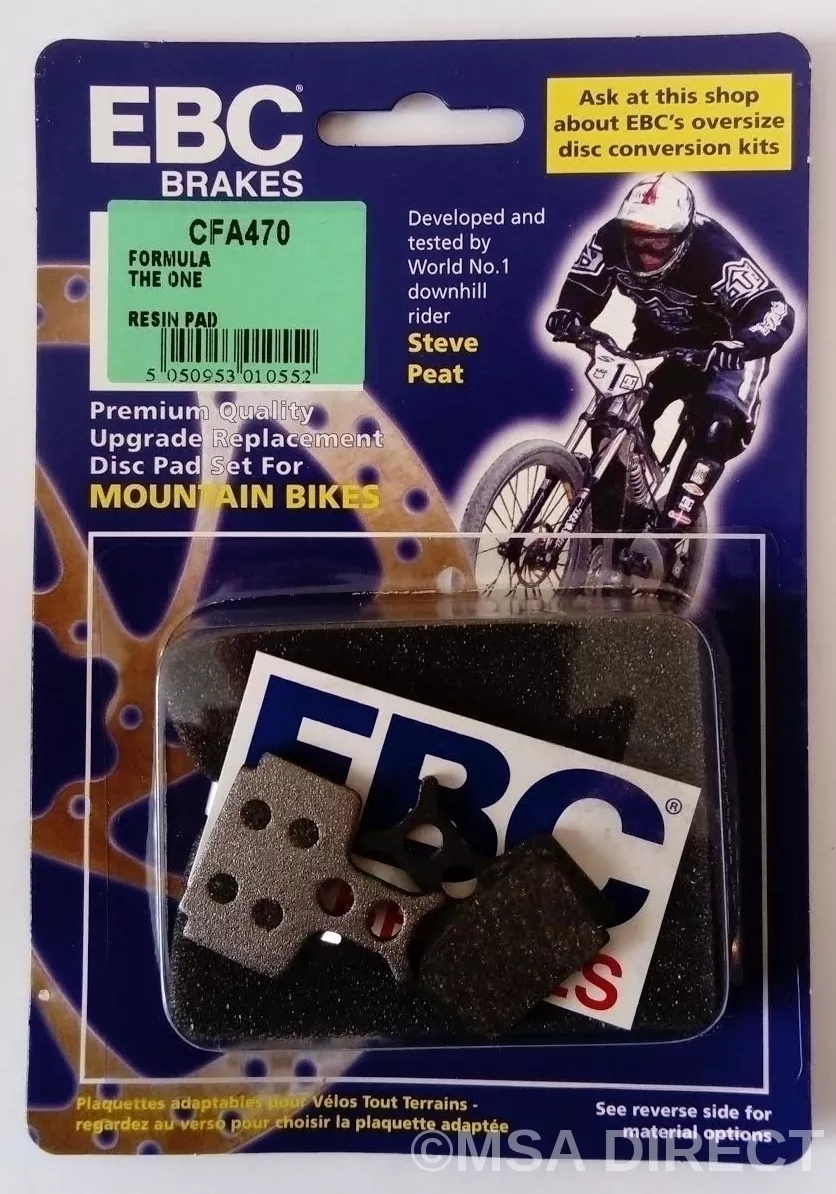 EBC®
BRAKES
Ask at this shop
about EBC's oversize
disc conversion kits
CFA470
FORMULA
THE ONE
RESIN PAD
5 050953 010552
Developed and
tested by
World No.1
downhill
rider
Steve
Peat
Premium Quality
Upgrade Replacement
Disc Pad Set For
MOUNTAIN BIKES
1
EBC®
Plaquettes adaptables pour Vélos Tout Terrains -
regardez au verso pour choisir la plaquette adaptée
See reverse side for
material options
©MSA DIRECT